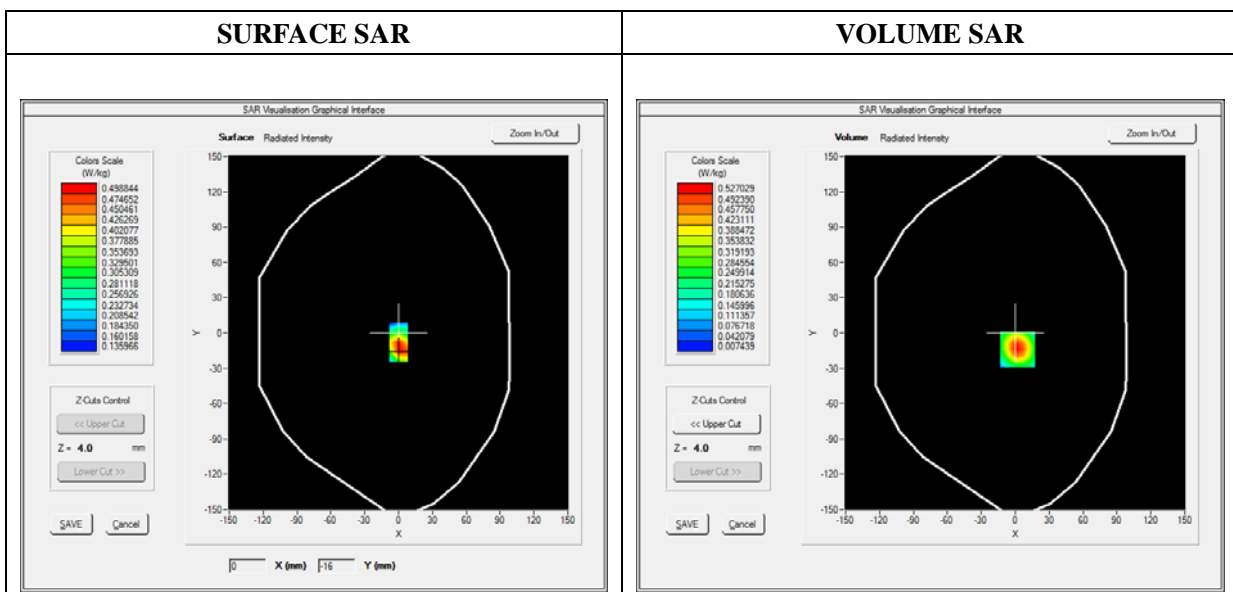 SURFACE SAR
SAR Visualisation Graphical Interface
Surface Radiated Intensity
Zoom In/Out
Colors Scale
(W/kg)
0.498844
0.474652
0.450461
0.426269
0.402077
0.377885
0.353693
0.329501
0.305309
0.281118
0.256926
0.232734
0.208542
0.184350
0.160158
0.135966
Z-Cuts Control
<< Upper Cut
Z = 4.0 mm
Lower Cut >>
SAVE Cancel
150
120
90
60
30
0
-30
-60
-90
-120
-150
Y
-150 -120 -90 -60 -30 0 30 60 90 120 150
X
0 X (mm) -16 Y (mm)
VOLUME SAR
SAR Visualisation Graphical Interface
Volume Radiated Intensity
Zoom In/Out
Colors Scale
(W/kg)
0.527029
0.492390
0.457750
0.423111
0.388472
0.353832
0.319193
0.284554
0.249914
0.215275
0.180636
0.145996
0.111357
0.076718
0.042079
0.007439
Z-Cuts Control
<< Upper Cut
Z = 4.0 mm
Lower Cut >>
SAVE Cancel
150
120
90
60
30
0
-30
-60
-90
-120
-150
Y
-150 -120 -90 -60 -30 0 30 60 90 120 150
X